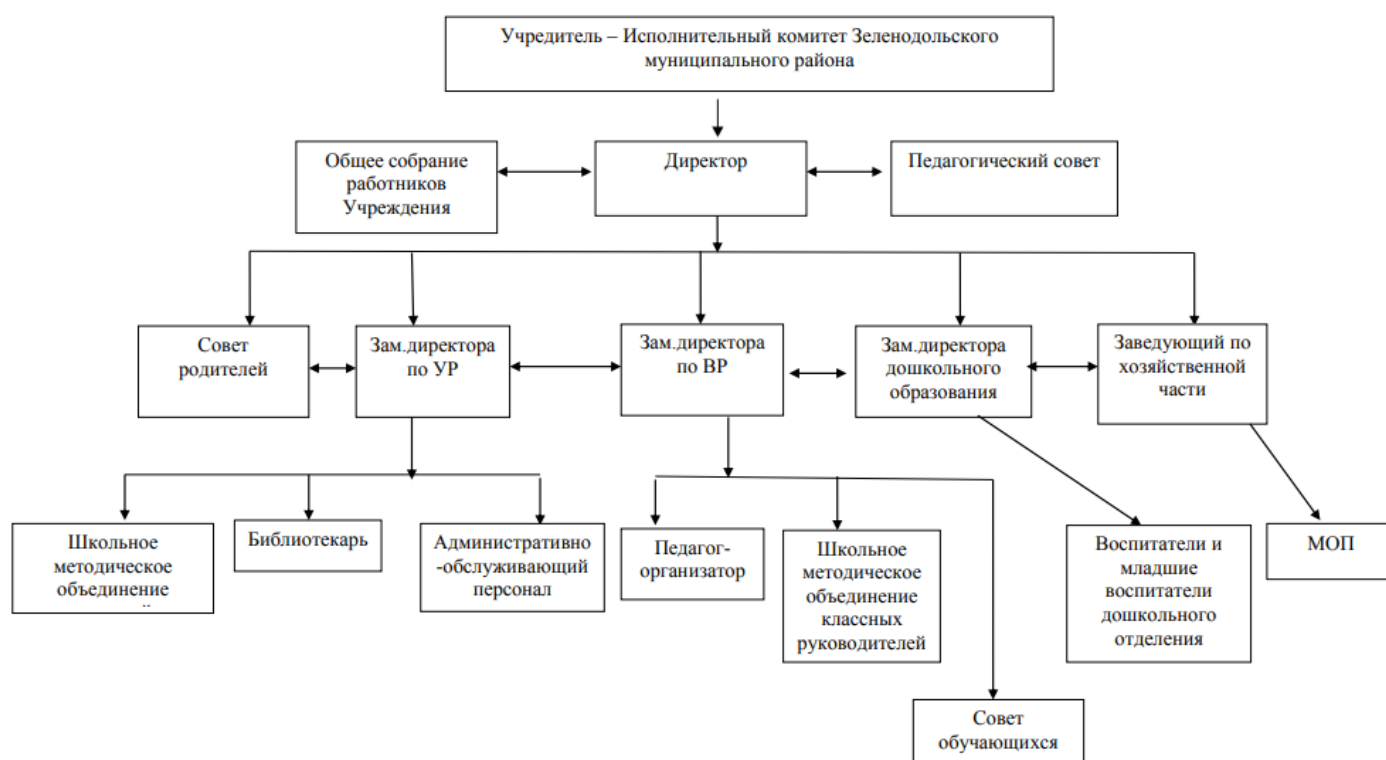 Учредитель – Исполнительный комитет Зеленодольского
муниципального района
Общее собрание
работников
Учреждения
Директор
Педагогический совет
Совет
родителей
Зам.директора
по УР
Зам.директора
по ВР
Зам.директора
дошкольного
образования
Заведующий по
хозяйственной
части
Школьное
методическое
объединение
Библиотекарь
Административно
-обслуживающий
персонал
Педагог-
организатор
Школьное
методическое
объединение
классных
руководителей
Воспитатели и
младшие
воспитатели
дошкольного
отделения
МОП
Совет
обучающихся